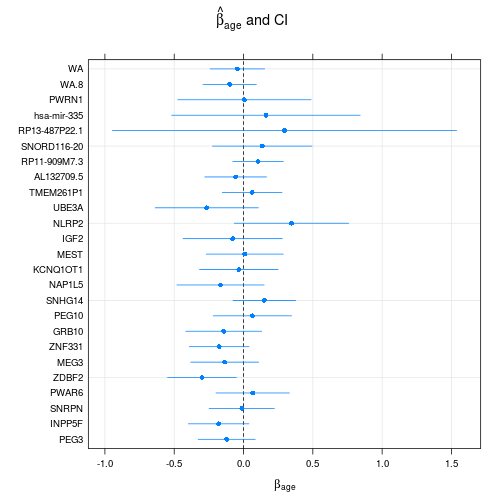 β̂age and CI
WA
WA.8
PWRN1
hsa-mir-335
RP13-487P22.1
SNORD116-20
RP11-909M7.3
AL132709.5
TMEM261P1
UBE3A
NLRP2
IGF2
MEST
KCNQ1OT1
NAP1L5
SNHG14
PEG10
GRB10
ZNF331
MEG3
ZDBF2
PWAR6
SNRPN
INPP5F
PEG3
-1.0 -0.5 0.0 0.5 1.0 1.5
βage